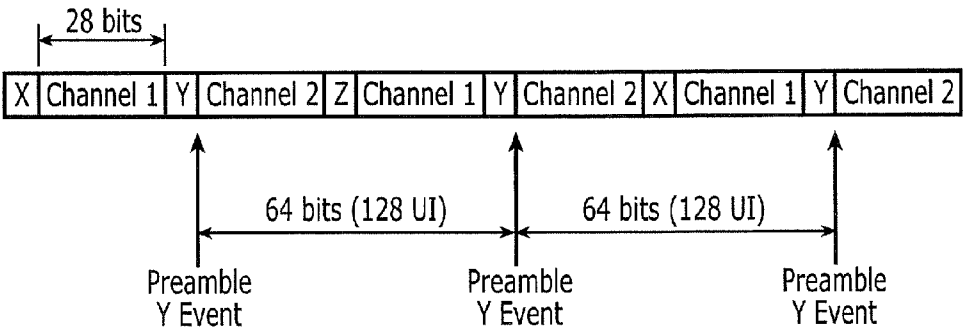 28 bits
X Channel 1 Y Channel 2 Z Channel 1 Y Channel 2 X Channel 1 Y Channel 2
64 bits (128 UI) 64 bits (128 UI)
Preamble Preamble Preamble
Y Event Y Event Y Event